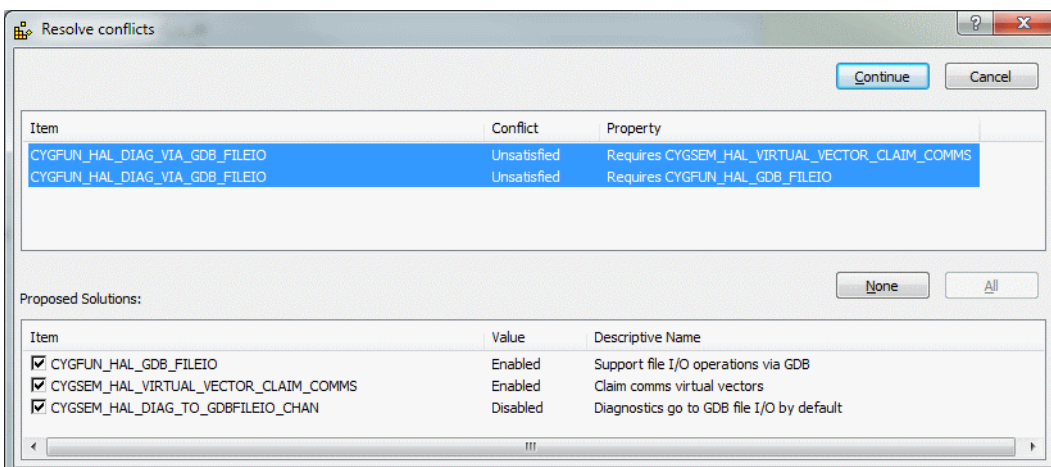 Resolve conflicts
Continue Cancel
Item Conflict Property
CYGFUN_HAL_DIAG_VIA_GDB_FILEIO Unsatisfied Requires CYGSEM_HAL_VIRTUAL_VECTOR_CLAIM_COMMS
CYGFUN_HAL_DIAG_VIA_GDB_FILEIO Unsatisfied Requires CYGFUN_HAL_GDB_FILEIO
None All
Proposed Solutions:
Item Value Descriptive Name
CYGFUN_HAL_GDB_FILEIO Enabled Support file I/O operations via GDB
CYGSEM_HAL_VIRTUAL_VECTOR_CLAIM_COMMS Enabled Claim comms virtual vectors
CYGSEM_HAL_DIAG_TO_GDBFILEIO_CHAN Disabled Diagnostics go to GDB file I/O by default